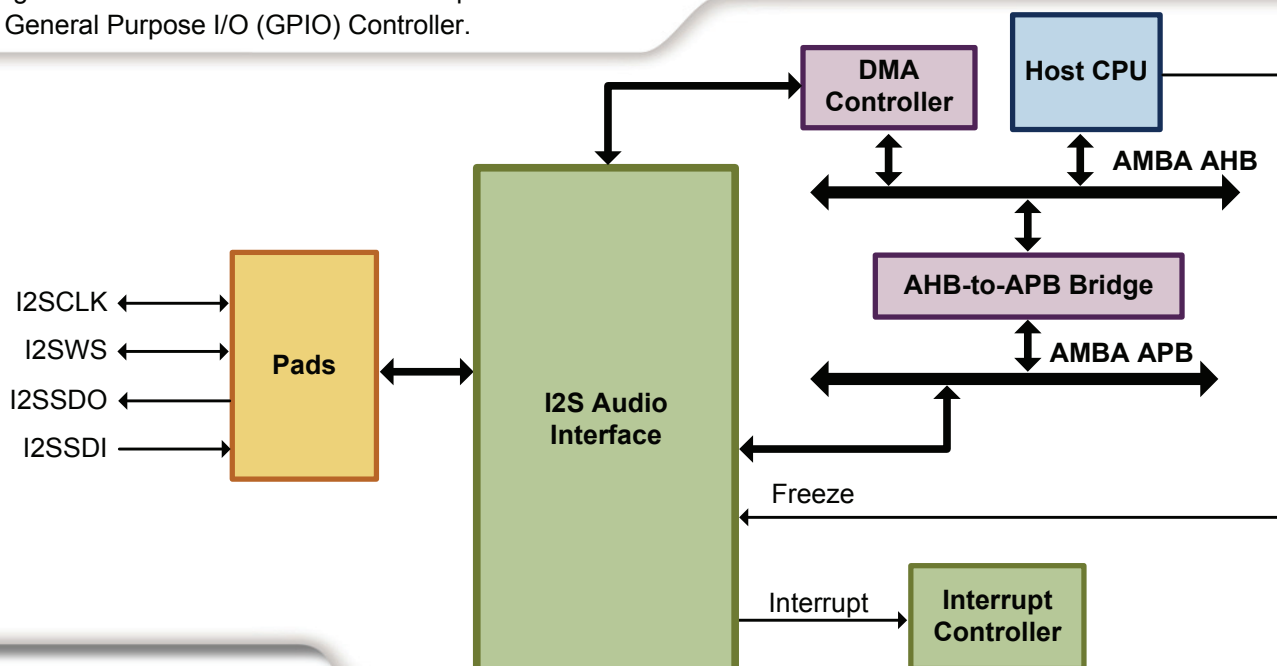 General Purpose I/O (GPIO) Controller.
DMA
Controller
Host CPU
AMBA AHB
AHB-to-APB Bridge
AMBA APB
I2SCLK
I2SWS
I2SSDO
I2SSDI
Pads
I2S Audio
Interface
Freeze
Interrupt
Interrupt
Controller